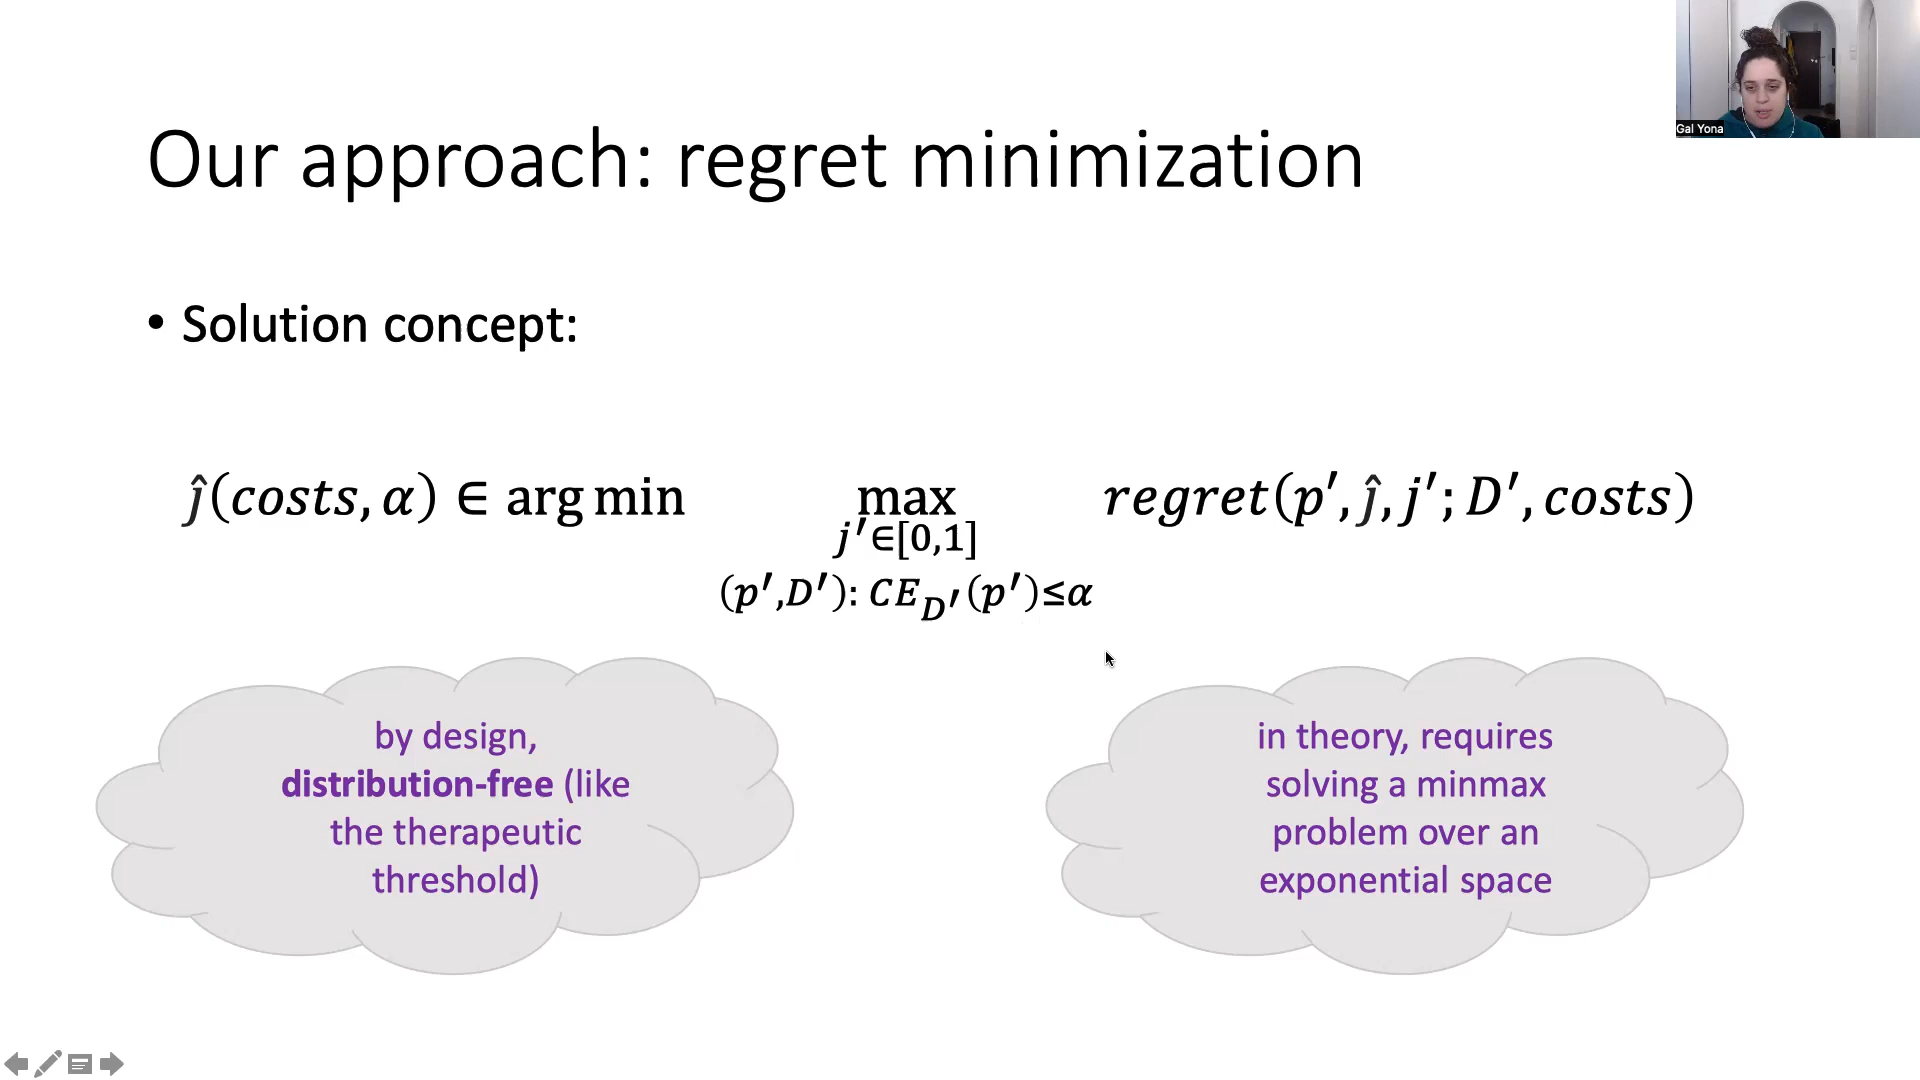 Gal Yona
Our approach: regret minimization
• Solution concept:
ĵ(costs, α) ∈ arg min max regret(p′, ĵ, j′; D′, costs)
j′∈[0,1]
(p′,D′): CE_D′(p′)≤α
by design,
distribution-free (like
the therapeutic
threshold)
in theory, requires
solving a minmax
problem over an
exponential space